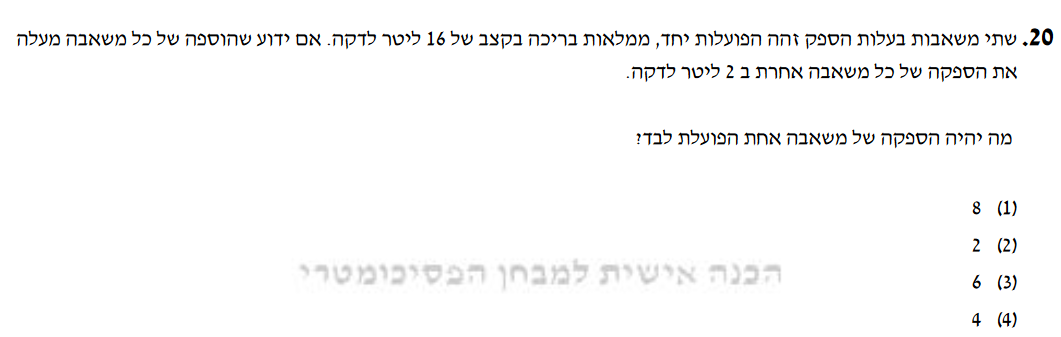 20. שתי משאבות בעלות הספק זהה הפועלות יחד, ממלאות בריכה בקצב של 16 ליטר לדקה. אם ידוע שהוספה של כל משאבה מעלה
את הספקה של כל משאבה אחרת ב 2 ליטר לדקה.
מה יהיה הספקה של משאבה אחת הפועלת לבד?
(1) 8
(2) 2
הכנה אישית למבחן הפסיכומטרי
(3) 6
(4) 4